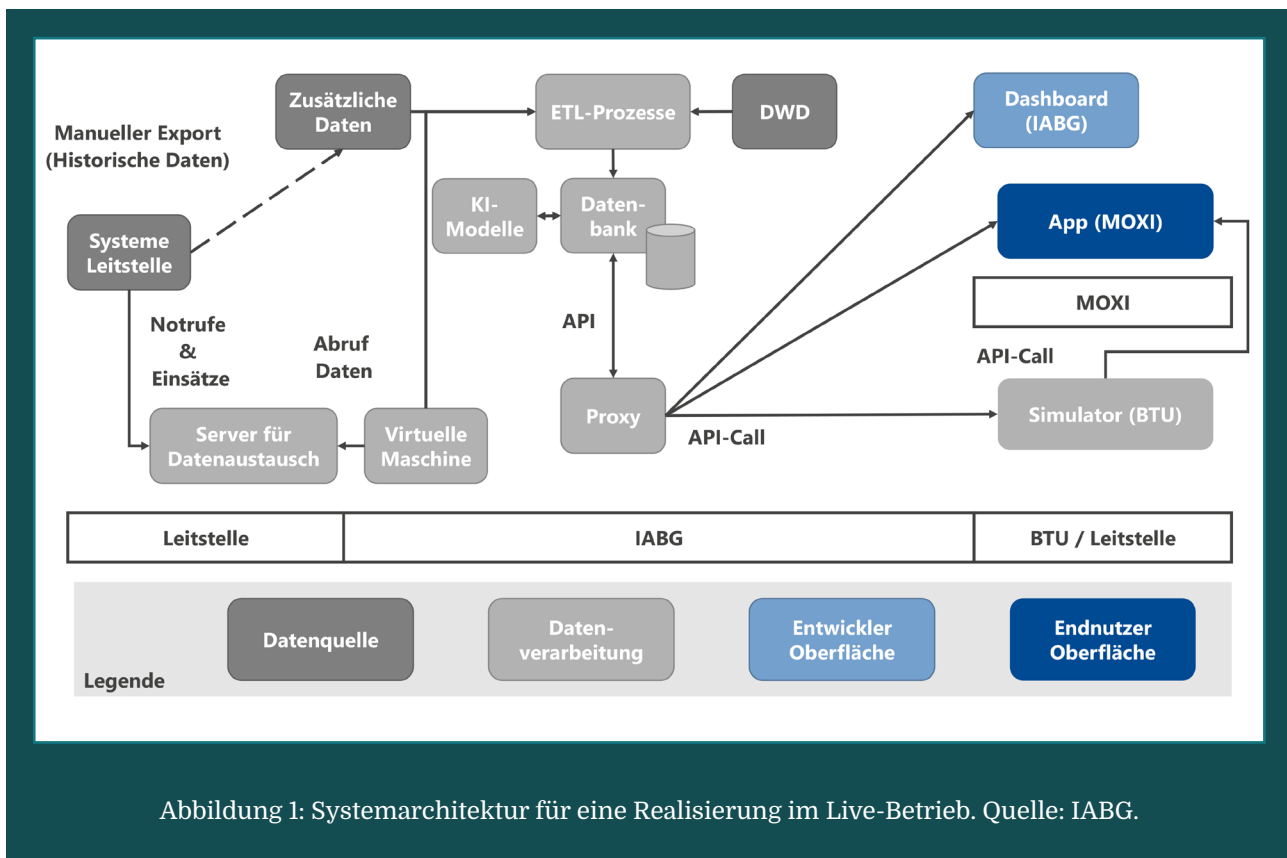 Zusätzliche
Daten
ETL-Prozesse
DWD
Dashboard
(IABG)
Manueller Export
(Historische Daten)
KI-
Modelle
Daten-
bank
App (MOXI)
Systeme
Leitstelle
MOXI
Notrufe
&
Einsätze
Abruf
Daten
API
API-Call
Server für
Datenaustausch
Virtuelle
Maschine
Proxy
API-Call
Simulator (BTU)
Leitstelle
IABG
BTU / Leitstelle
Legende
Datenquelle
Daten-
verarbeitung
Entwickler
Oberfläche
Endnutzer
Oberfläche
Abbildung 1: Systemarchitektur für eine Realisierung im Live-Betrieb. Quelle: IABG.